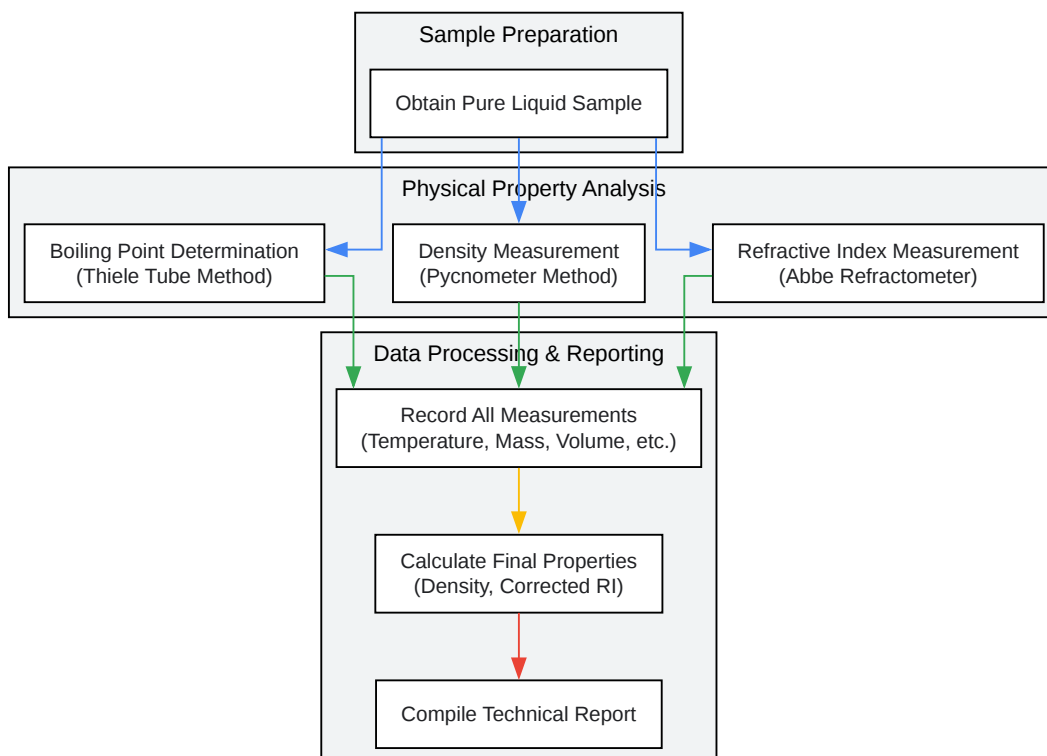 Sample Preparation
Obtain Pure Liquid Sample
Physical Property Analysis
Boiling Point Determination
(Thiele Tube Method)
Density Measurement
(Pycnometer Method)
Refractive Index Measurement
(Abbe Refractometer)
Data Processing & Reporting
Record All Measurements
(Temperature, Mass, Volume, etc.)
Calculate Final Properties
(Density, Corrected RI)
Compile Technical Report